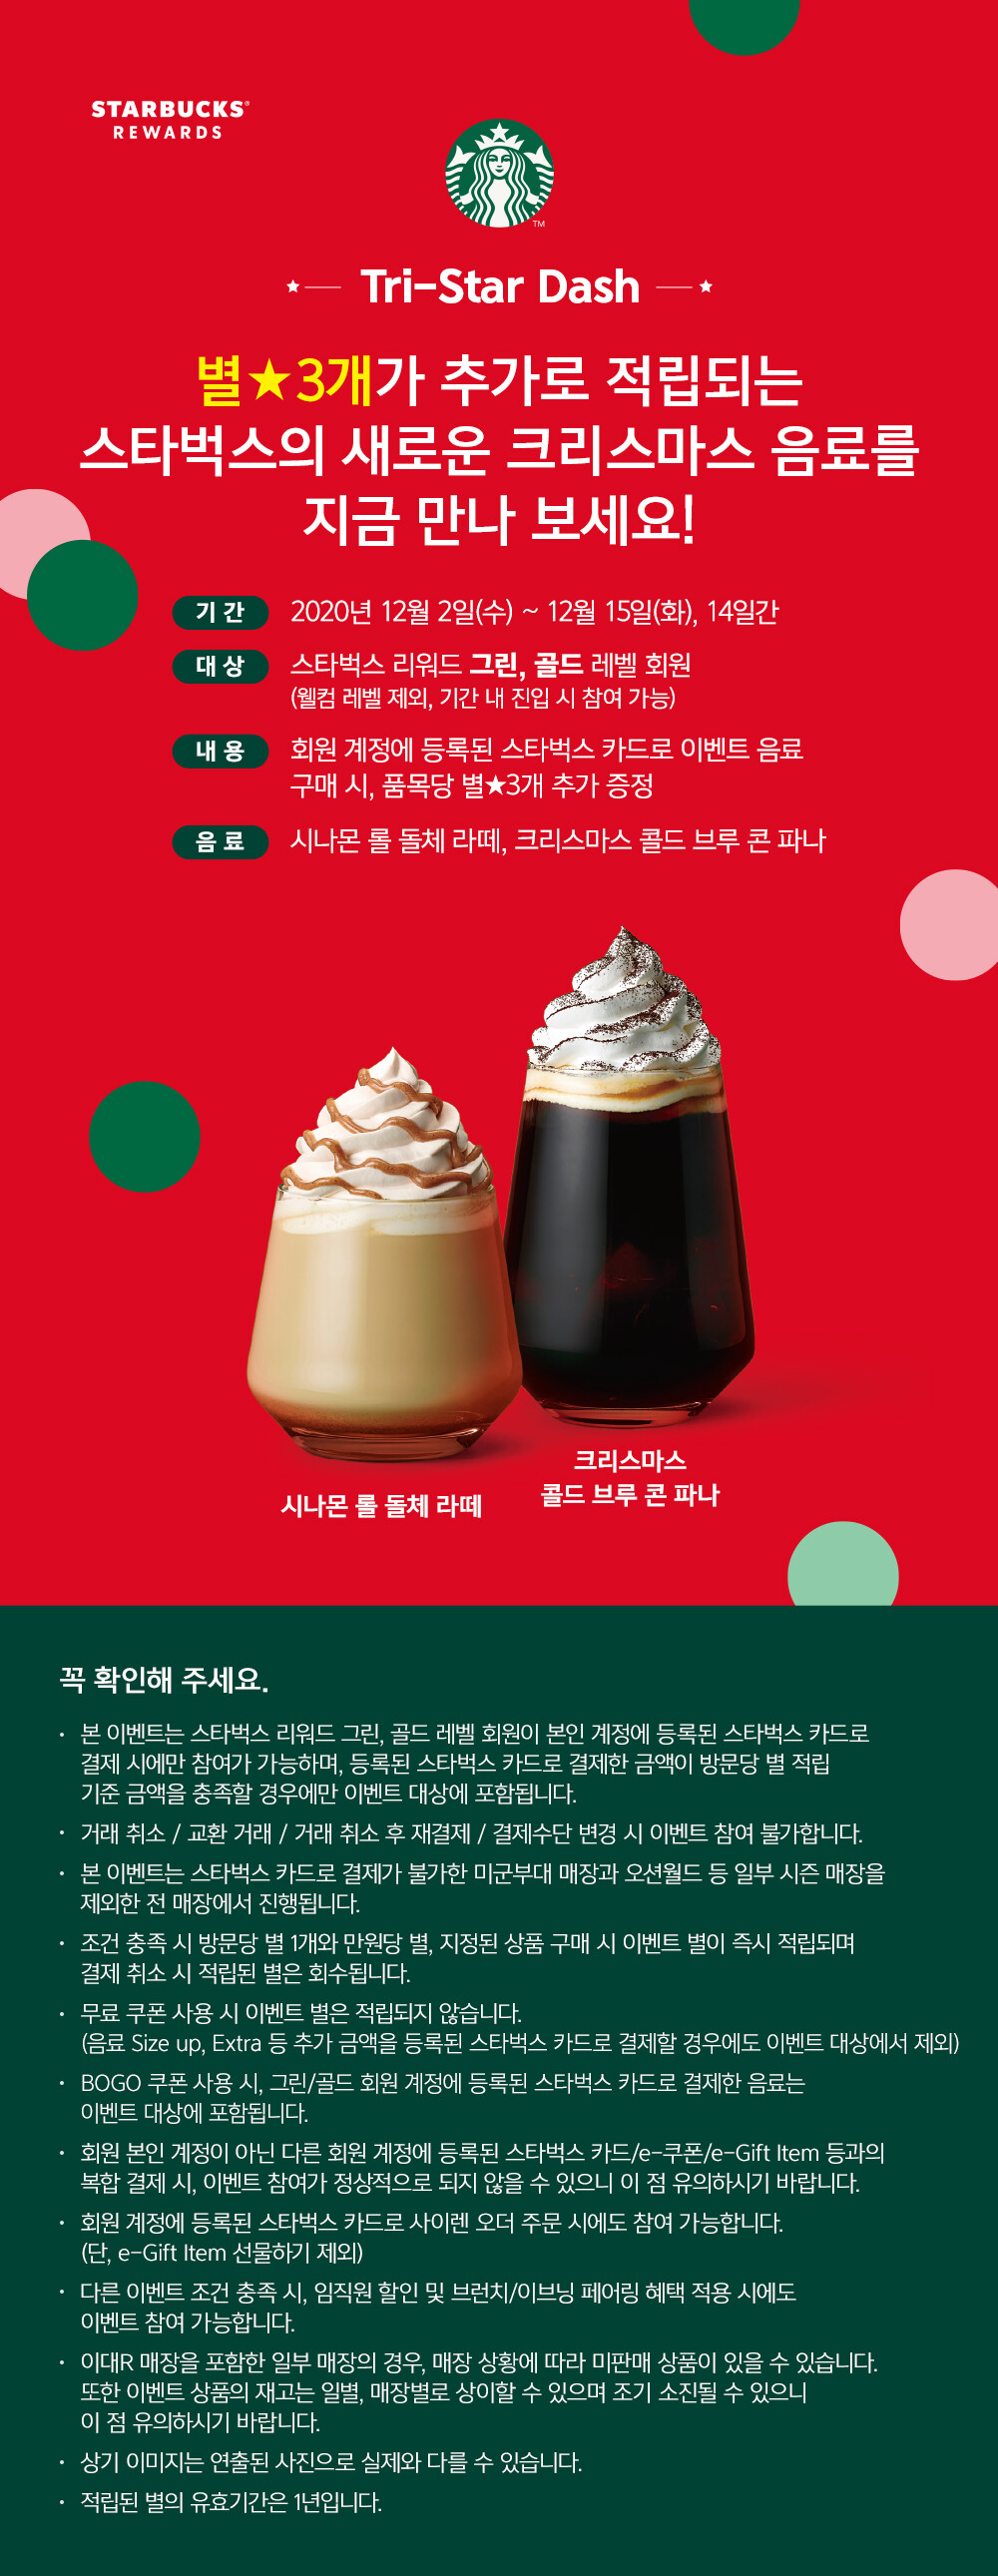 STARBUCKS®
REWARDS
TM
Tri-Star Dash
별★3개가 추가로 적립되는
스타벅스의 새로운 크리스마스 음료를
지금 만나 보세요!
기 간 2020년 12월 2일(수) ~ 12월 15일(화), 14일간
대 상 스타벅스 리워드 그린, 골드 레벨 회원
(웰컴 레벨 제외, 기간 내 진입 시 참여 가능)
내 용 회원 계정에 등록된 스타벅스 카드로 이벤트 음료
구매 시, 품목당 별★3개 추가 증정
음 료 시나몬 롤 돌체 라떼, 크리스마스 콜드 브루 콘 파나
크리스마스
콜드 브루 콘 파나
시나몬 롤 돌체 라떼
꼭 확인해 주세요.
· 본 이벤트는 스타벅스 리워드 그린, 골드 레벨 회원이 본인 계정에 등록된 스타벅스 카드로
결제 시에만 참여가 가능하며, 등록된 스타벅스 카드로 결제한 금액이 방문당 별 적립
기준 금액을 충족할 경우에만 이벤트 대상에 포함됩니다.
· 거래 취소 / 교환 거래 / 거래 취소 후 재결제 / 결제수단 변경 시 이벤트 참여 불가합니다.
· 본 이벤트는 스타벅스 카드로 결제가 불가한 미군부대 매장과 오션월드 등 일부 시즌 매장을
제외한 전 매장에서 진행됩니다.
· 조건 충족 시 방문당 별 1개와 만원당 별, 지정된 상품 구매 시 이벤트 별이 즉시 적립되며
결제 취소 시 적립된 별은 회수됩니다.
· 무료 쿠폰 사용 시 이벤트 별은 적립되지 않습니다.
(음료 Size up, Extra 등 추가 금액을 등록된 스타벅스 카드로 결제할 경우에도 이벤트 대상에서 제외)
· BOGO 쿠폰 사용 시, 그린/골드 회원 계정에 등록된 스타벅스 카드로 결제한 음료는
이벤트 대상에 포함됩니다.
· 회원 본인 계정이 아닌 다른 회원 계정에 등록된 스타벅스 카드/e-쿠폰/e-Gift Item 등과의
복합 결제 시, 이벤트 참여가 정상적으로 되지 않을 수 있으니 이 점 유의하시기 바랍니다.
· 회원 계정에 등록된 스타벅스 카드로 사이렌 오더 주문 시에도 참여 가능합니다.
(단, e-Gift Item 선물하기 제외)
· 다른 이벤트 조건 충족 시, 임직원 할인 및 브런치/이브닝 페어링 혜택 적용 시에도
이벤트 참여 가능합니다.
· 이대R 매장을 포함한 일부 매장의 경우, 매장 상황에 따라 미판매 상품이 있을 수 있습니다.
또한 이벤트 상품의 재고는 일별, 매장별로 상이할 수 있으며 조기 소진될 수 있으니
이 점 유의하시기 바랍니다.
· 상기 이미지는 연출된 사진으로 실제와 다를 수 있습니다.
· 적립된 별의 유효기간은 1년입니다.